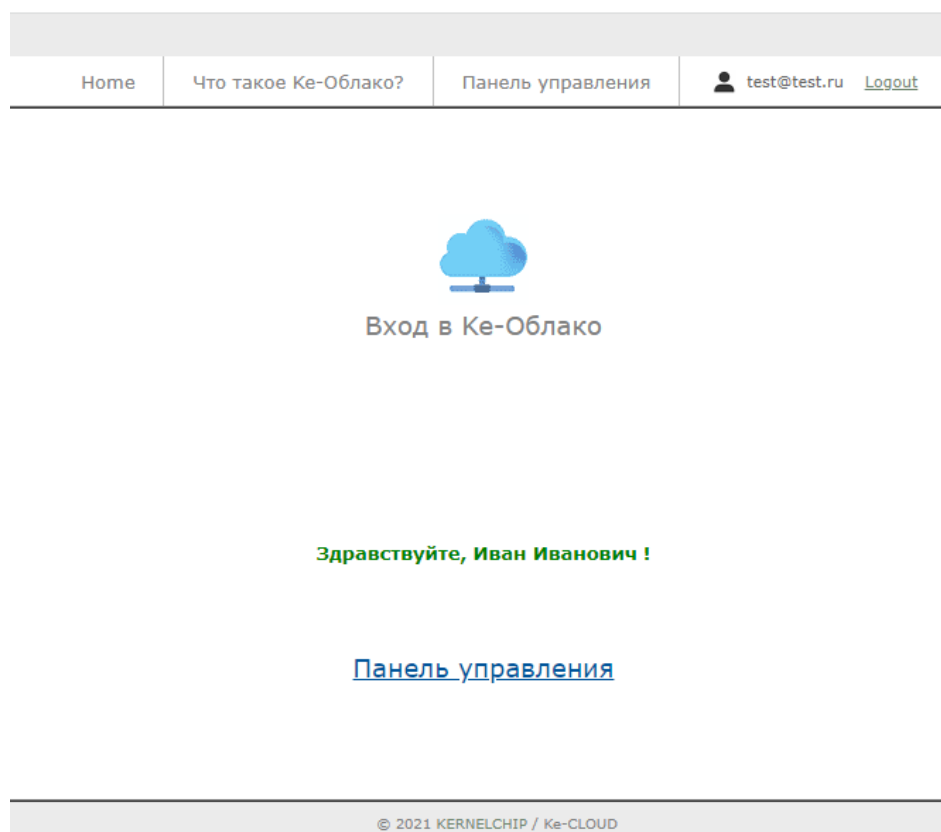 Home Что такое Ке-Облако? Панель управления test@test.ru Logout
Вход в Ке-Облако
Здравствуйте, Иван Иванович !
Панель управления
© 2021 KERNELCHIP / Ke-CLOUD